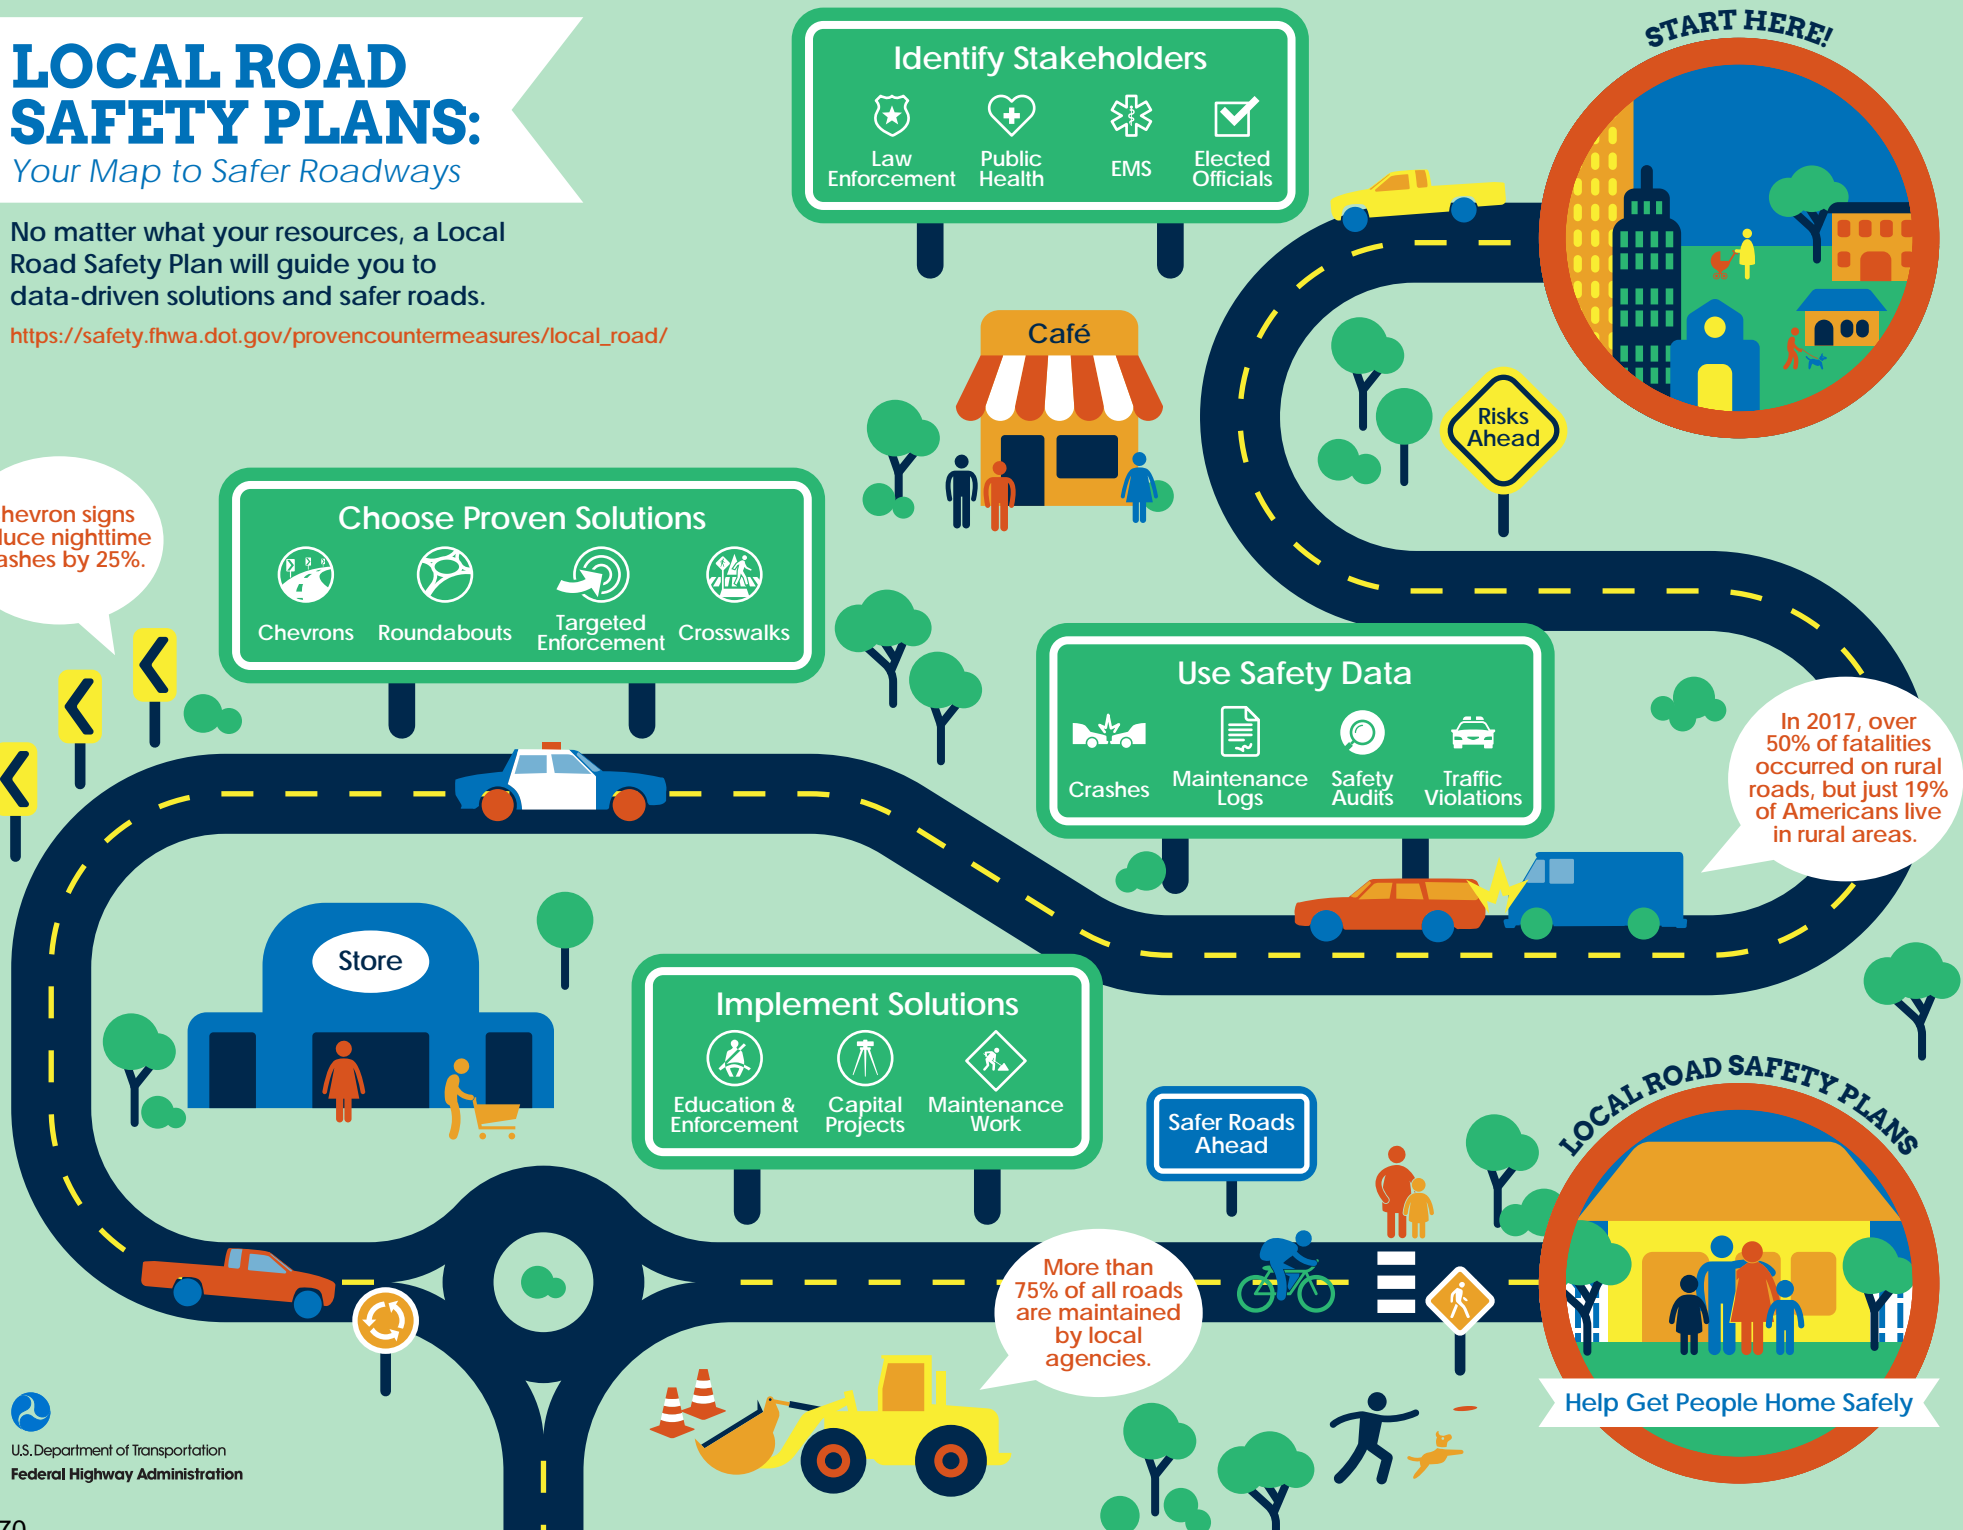 LOCAL ROAD
SAFETY PLANS:
Your Map to Safer Roadways
No matter what your resources, a Local
Road Safety Plan will guide you to
data-driven solutions and safer roads.
https://safety.fhwa.dot.gov/provencountermeasures/local_road/
START HERE!
Identify Stakeholders
Law
Enforcement
Public
Health
EMS
Elected
Officials
Café
Risks
Ahead
Use Safety Data
Crashes
Maintenance
Logs
Safety
Audits
Traffic
Violations
In 2017, over
50% of fatalities
occurred on rural
roads, but just 19%
of Americans live
in rural areas.
Choose Proven Solutions
Chevrons
Roundabouts
Targeted
Enforcement
Crosswalks
hevron signs
duce nighttime
ashes by 25%.
Store
Implement Solutions
Education &
Enforcement
Capital
Projects
Maintenance
Work
Safer Roads
Ahead
More than
75% of all roads
are maintained
by local
agencies.
LOCAL ROAD SAFETY PLANS
Help Get People Home Safely
U.S. Department of Transportation
Federal Highway Administration